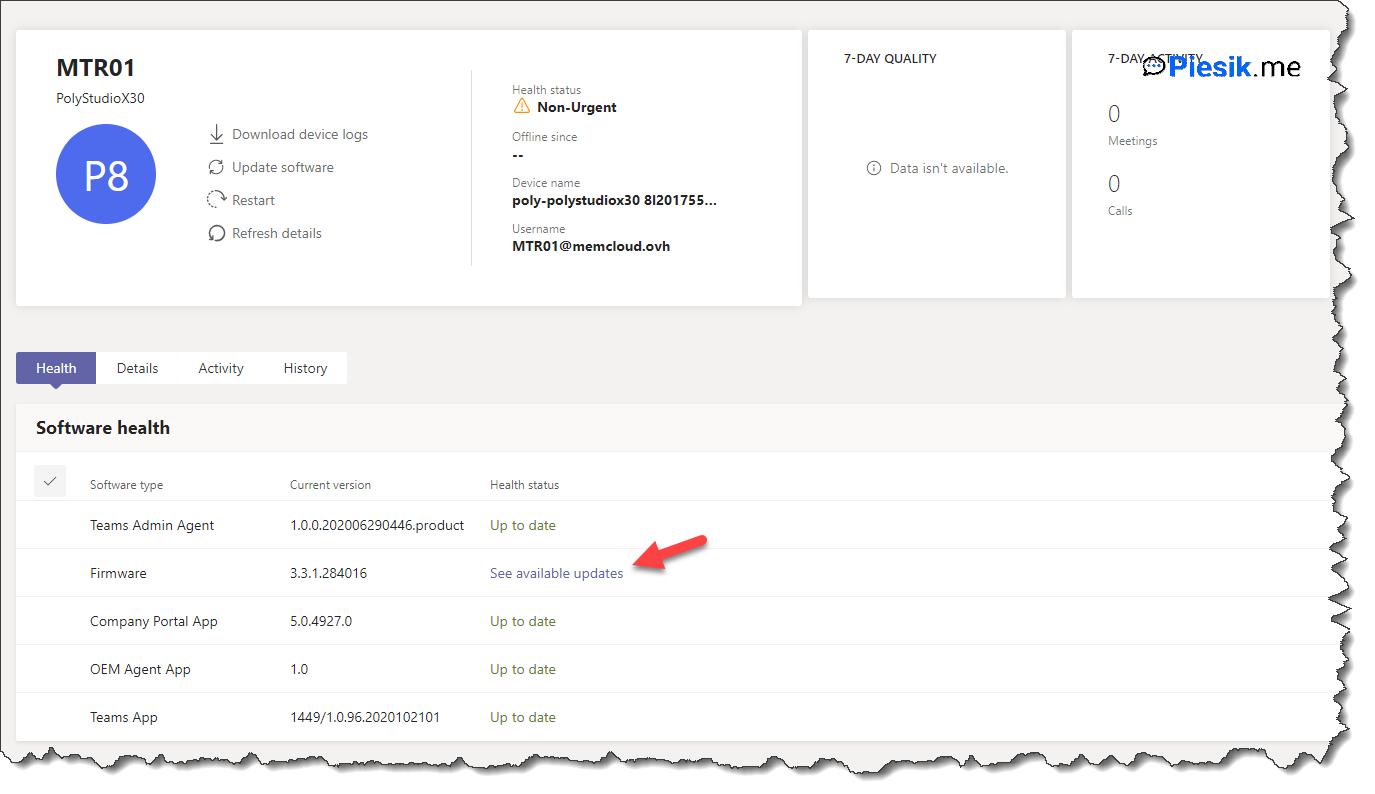 MTR01
PolyStudioX30
P8
Download device logs
Update software
Restart
Refresh details
Health status
Non-Urgent
Offline since
--
Device name
poly-polystudiox30 8l201755...
Username
MTR01@memcloud.ovh
7-DAY QUALITY
Data isn't available.
7-DAY ACTIVITY
Plesik.me
0
Meetings
0
Calls
Health Details Activity History
Software health
Software type Current version Health status
Teams Admin Agent 1.0.0.202006290446.product Up to date
Firmware 3.3.1.284016 See available updates
Company Portal App 5.0.4927.0 Up to date
OEM Agent App 1.0 Up to date
Teams App 1449/1.0.96.2020102101 Up to date